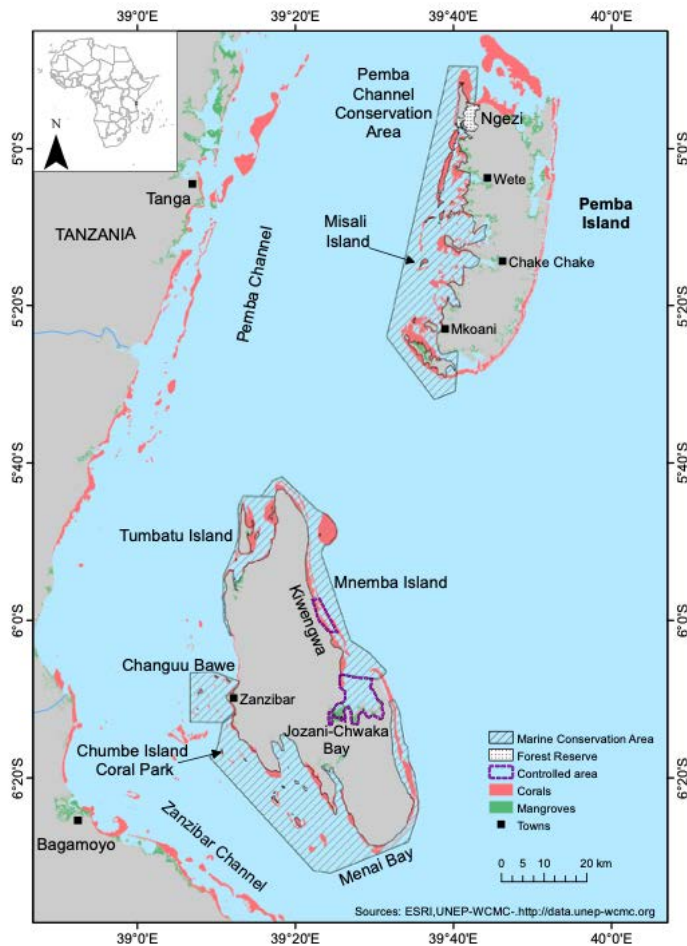 39°0'E
39°20'E
39°40'E
40°0'E
N
Pemba
Channel
Conservation
Area
Ngezi
5°0'S
5°0'S
Wete
Tanga
Pemba
Island
TANZANIA
Misali
Island
Pemba Channel
Chake Chake
5°20'S
5°20'S
Mkoani
5°40'S
5°40'S
Tumbatu Island
Mnemba Island
Kiwengwa
6°0'S
6°0'S
Changuu Bawe
Zanzibar
Jozani-Chwaka
Bay
Chumbe Island
Coral Park
Marine Conservation Area
Forest Reserve
Controlled area
Corals
Mangroves
Towns
6°20'S
6°20'S
Zanzibar Channel
Menai Bay
Bagamoyo
0 5 10 20 km
Sources: ESRI,UNEP-WCMC-.http://data.unep-wcmc.org
39°0'E
39°20'E
39°40'E
40°0'E